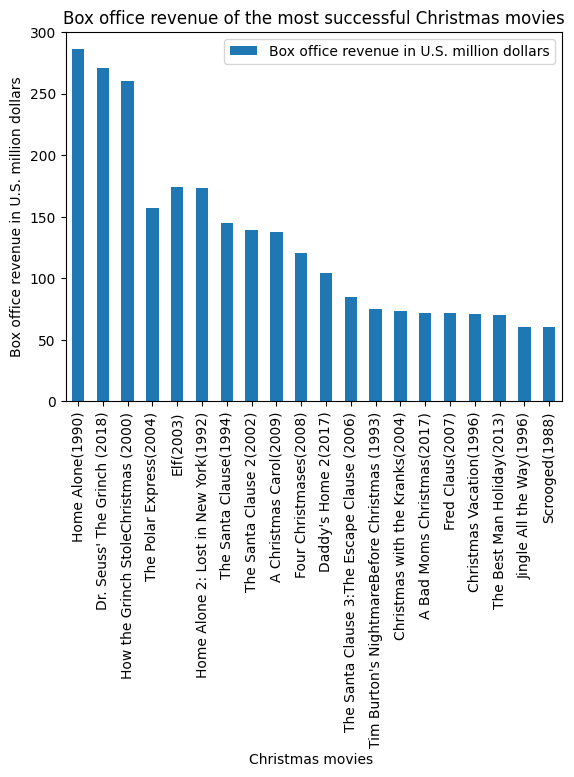 Box office revenue of the most successful Christmas movies
Box office revenue in U.S. million dollars
Box office revenue in U.S. million dollars
300
250
200
150
100
50
0
Home Alone(1990)
Dr. Seuss' The Grinch (2018)
How the Grinch StoleChristmas (2000)
The Polar Express(2004)
Elf(2003)
Home Alone 2: Lost in New York(1992)
The Santa Clause(1994)
The Santa Clause 2(2002)
A Christmas Carol(2009)
Four Christmases(2008)
Daddy's Home 2(2017)
The Santa Clause 3:The Escape Clause (2006)
Tim Burton's NightmareBefore Christmas (1993)
Christmas with the Kranks(2004)
A Bad Moms Christmas(2017)
Fred Claus(2007)
Christmas Vacation(1996)
The Best Man Holiday(2013)
Jingle All the Way(1996)
Scrooged(1988)
Christmas movies